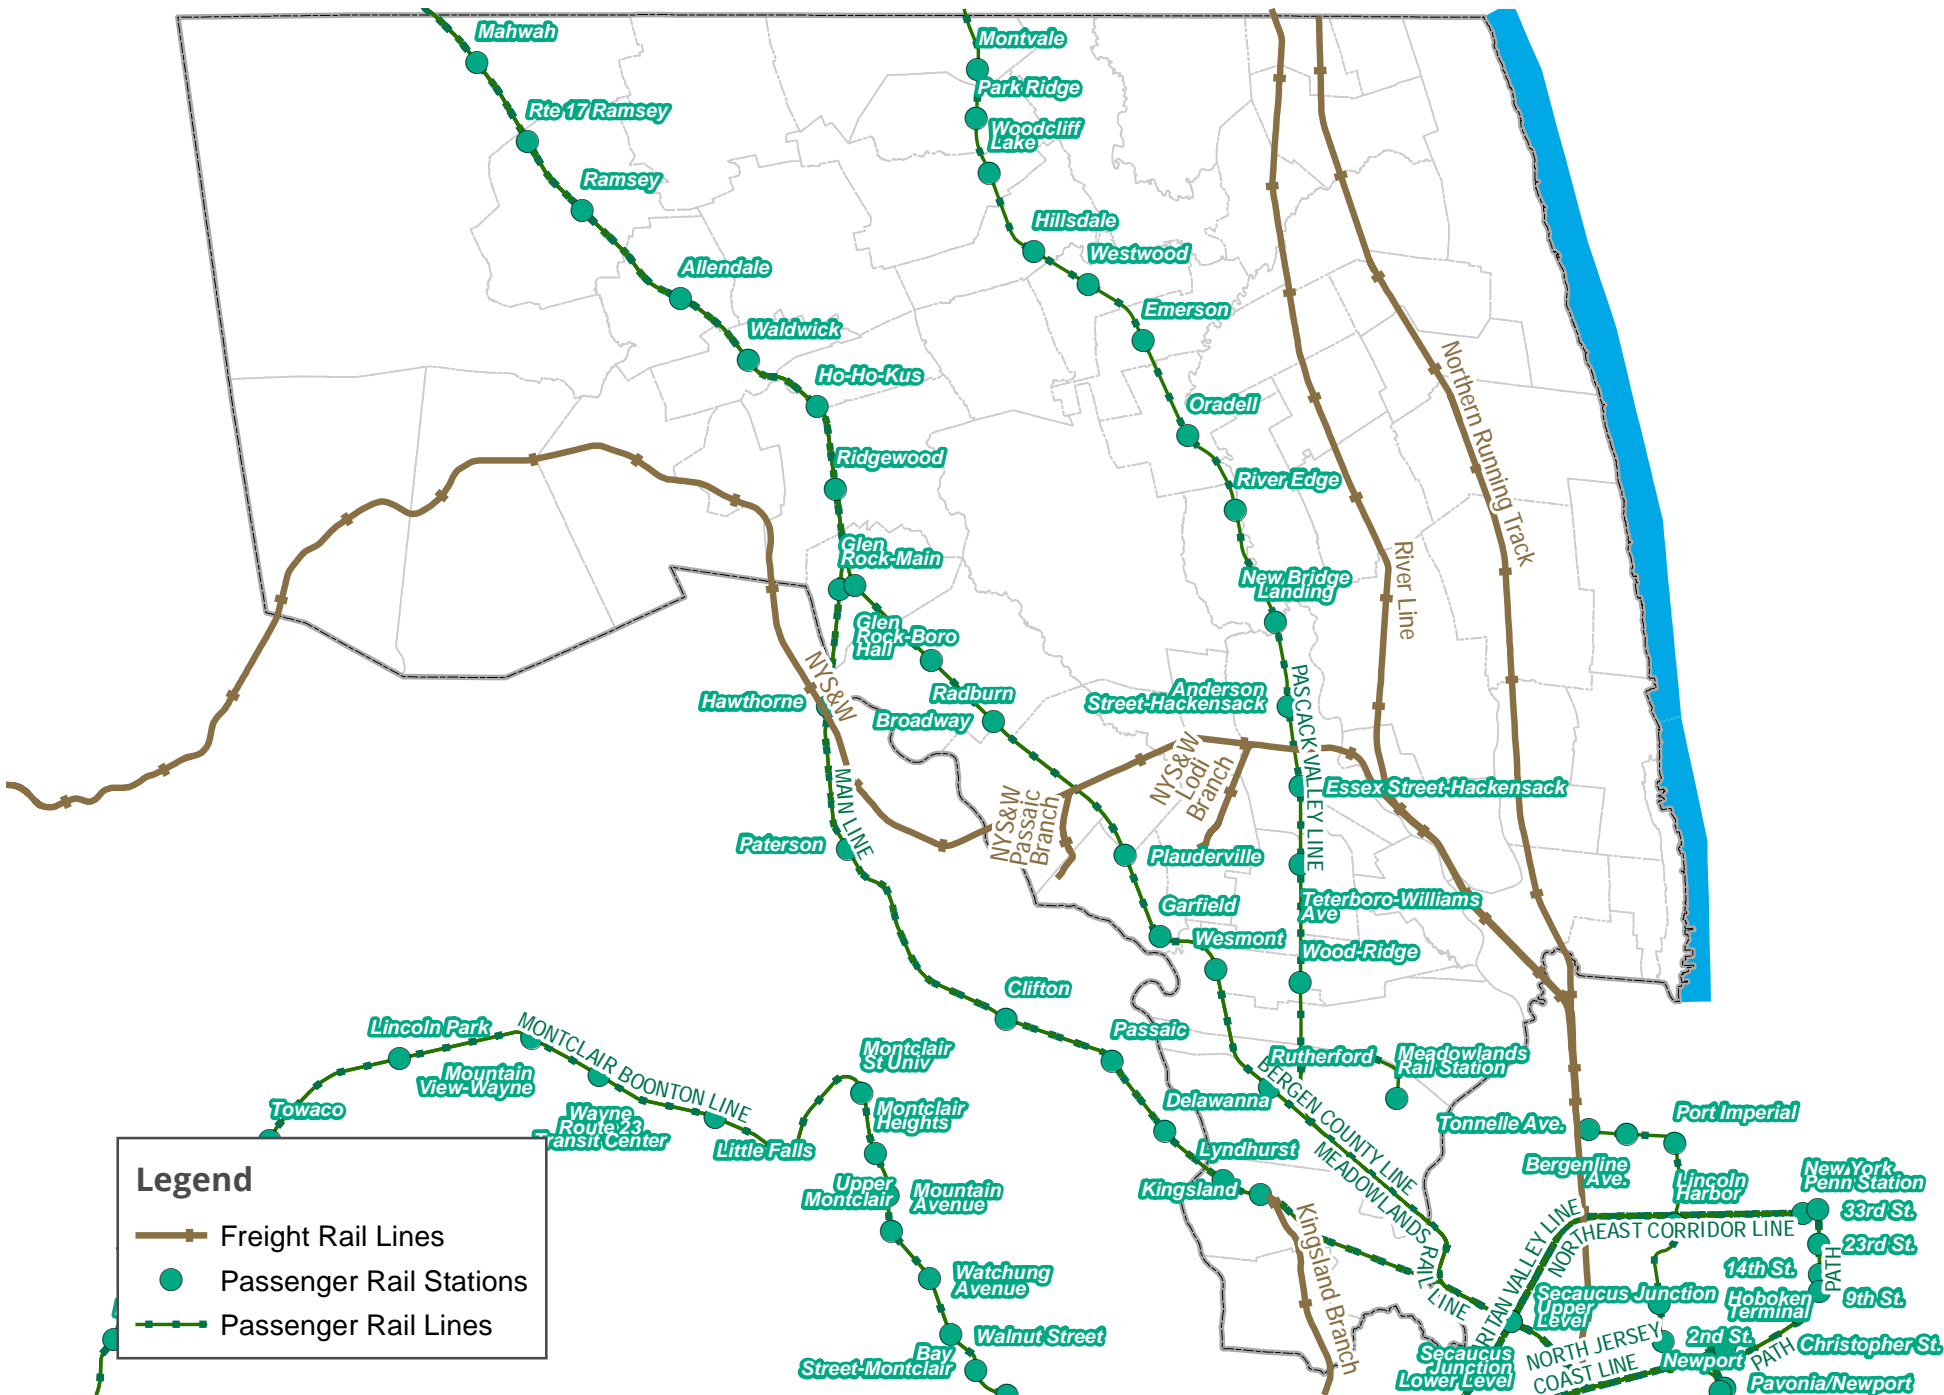 Mahwah
Montvale
Park Ridge
Rte 17 Ramsey
Woodcliff
Lake
Ramsey
Hillsdale
Westwood
Allendale
Emerson
Waldwick
Ho-Ho-Kus
Oradell
Northern Running Track
Ridgewood
River Edge
Glen
Rock-Main
River Line
New Bridge
Landing
Glen
Rock-Boro
Hall
NYS&W
Hawthorne
Radburn
Broadway
Anderson
Street-Hackensack
PASCACK VALLEY LINE
NYS&W
Lodi
Branch
NYS&W
Passaic
Branch
MAIN LINE
Essex Street-Hackensack
Paterson
Plauderville
Garfield
Teterboro-Williams
Ave
Wesmont
Wood-Ridge
Clifton
Passaic
Lincoln Park
MONTCLAIR BOONTON LINE
Mountain
View-Wayne
Montclair
St Univ
Rutherford
Meadowlands
Rail Station
BERGEN COUNTY LINE
Delawanna
Towaco
Wayne
Route 23
Transit Center
Little Falls
Montclair
Heights
Tonnelle Ave.
Port Imperial
Lyndhurst
MEADOWLANDS RAIL LINE
Bergenline
Ave.
Lincoln
Harbor
New York
Penn Station
Kingsland
Upper
Montclair
Mountain
Avenue
33rd St.
NORTHEAST CORRIDOR LINE
RITAN VALLEY LINE
23rd St.
Kingsland Branch
14th St.
PATH
Watchung
Avenue
Secaucus Junction
Upper
Level
Hoboken
Terminal
9th St.
Walnut Street
Bay
Street-Montclair
Secaucus
Junction
Lower Level
NORTH JERSEY
COAST LINE
2nd St.
Newport
PATH
Christopher St.
Pavonia/Newport
Legend
Freight Rail Lines
Passenger Rail Stations
Passenger Rail Lines